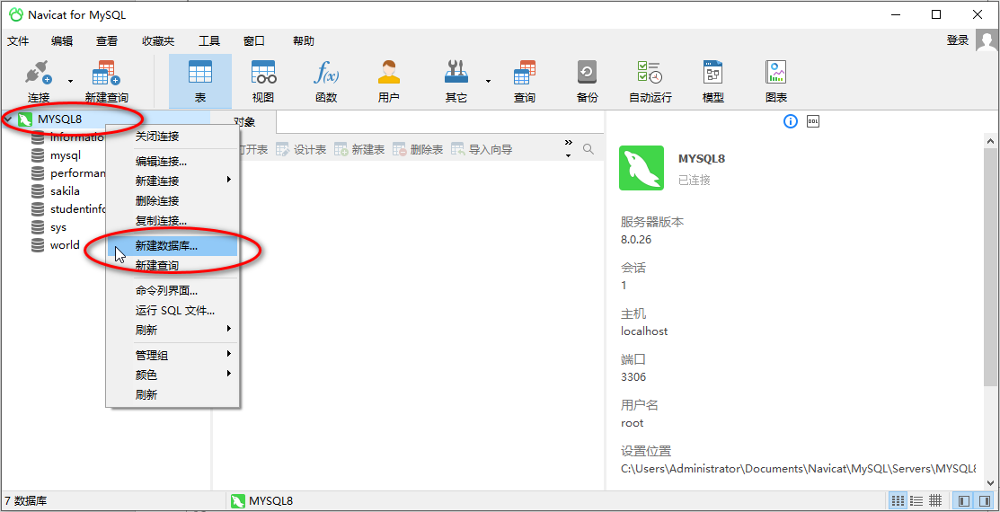 Navicat for MySQL
文件 编辑 查看 收藏夹 工具 窗口 帮助 登录
连接 新建查询 表 视图 函数 用户 其它 查询 备份 自动运行 模型 图表
MYSQL8
informatio
mysql
performan
sakila
studentinfo
sys
world
关闭连接
编辑连接...
新建连接
删除连接
复制连接...
新建数据库...
新建查询
命令列界面...
运行 SQL 文件...
刷新
管理组
颜色
刷新
对象
打开表 设计表 新建表 删除表 导入向导
DDL
MYSQL8
已连接
服务器版本
8.0.26
会话
1
主机
localhost
端口
3306
用户名
root
设置位置
C:\Users\Administrator\Documents\Navicat\MySQL\Servers\MYSQL8
7 数据库 MYSQL8